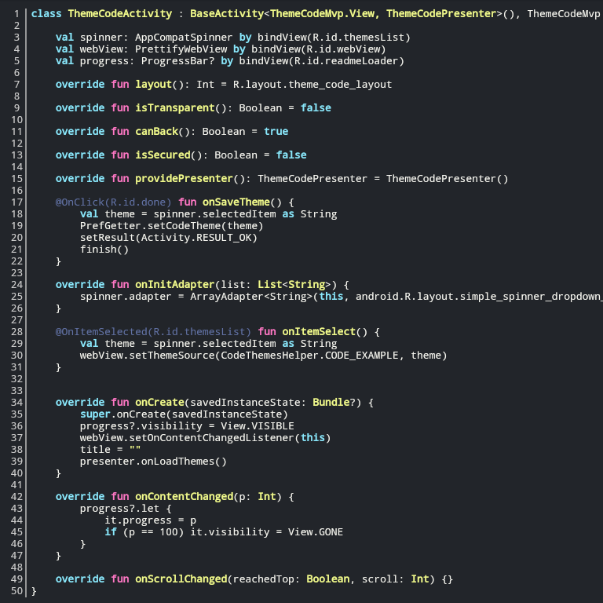 1 class ThemeCodeActivity : BaseActivity<ThemeCodeMvp.View, ThemeCodePresenter>(), ThemeCodeMvp
2
3     val spinner: AppCompatSpinner by bindView(R.id.themesList)
4     val webView: PrettifyWebView by bindView(R.id.webView)
5     val progress: ProgressBar? by bindView(R.id.readmeLoader)
6
7     override fun layout(): Int = R.layout.theme_code_layout
8
9     override fun isTransparent(): Boolean = false
10
11     override fun canBack(): Boolean = true
12
13     override fun isSecured(): Boolean = false
14
15     override fun providePresenter(): ThemeCodePresenter = ThemeCodePresenter()
16
17     @OnClick(R.id.done) fun onSaveTheme() {
18         val theme = spinner.selectedItem as String
19         PrefGetter.setCodeTheme(theme)
20         setResult(Activity.RESULT_OK)
21         finish()
22     }
23
24     override fun onInitAdapter(list: List<String>) {
25         spinner.adapter = ArrayAdapter<String>(this, android.R.layout.simple_spinner_dropdown_
26     }
27
28     @OnItemSelected(R.id.themesList) fun onItemSelect() {
29         val theme = spinner.selectedItem as String
30         webView.setThemeSource(CodeThemesHelper.CODE_EXAMPLE, theme)
31     }
32
33
34     override fun onCreate(savedInstanceState: Bundle?) {
35         super.onCreate(savedInstanceState)
36         progress?.visibility = View.VISIBLE
37         webView.setOnContentChangedListener(this)
38         title = ""
39         presenter.onLoadThemes()
40     }
41
42     override fun onContentChanged(p: Int) {
43         progress?.let {
44             it.progress = p
45             if (p == 100) it.visibility = View.GONE
46         }
47     }
48
49     override fun onScrollChanged(reachedTop: Boolean, scroll: Int) {}
50 }